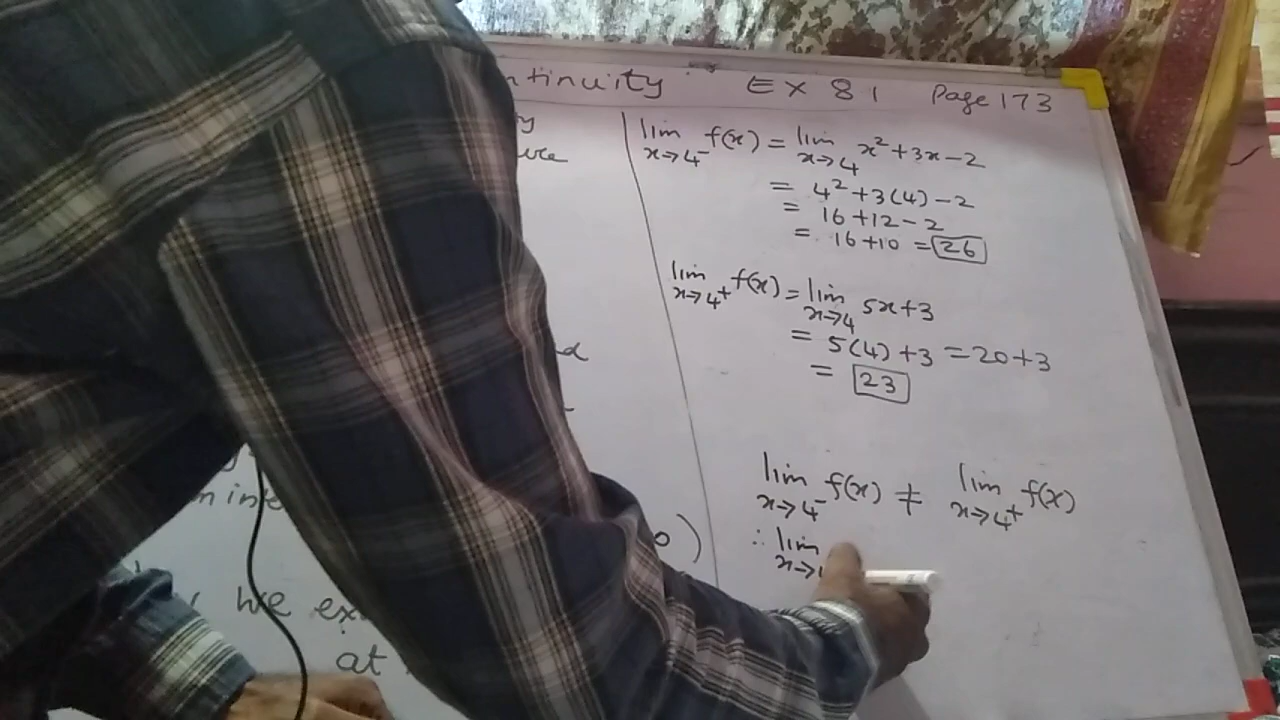 ntinuity EX 81 Page 173
lim x→4⁻ f(x) = lim x→4 x² + 3x - 2
= 4² + 3(4) - 2
= 16 + 12 - 2
= 16 + 10 = 26
lim x→4⁺ f(x) = lim x→4 5x + 3
= 5(4) + 3 = 20 + 3
= 23
lim x→4⁻ f(x) ≠ lim x→4⁺ f(x)
∴ lim x→
We ex
at